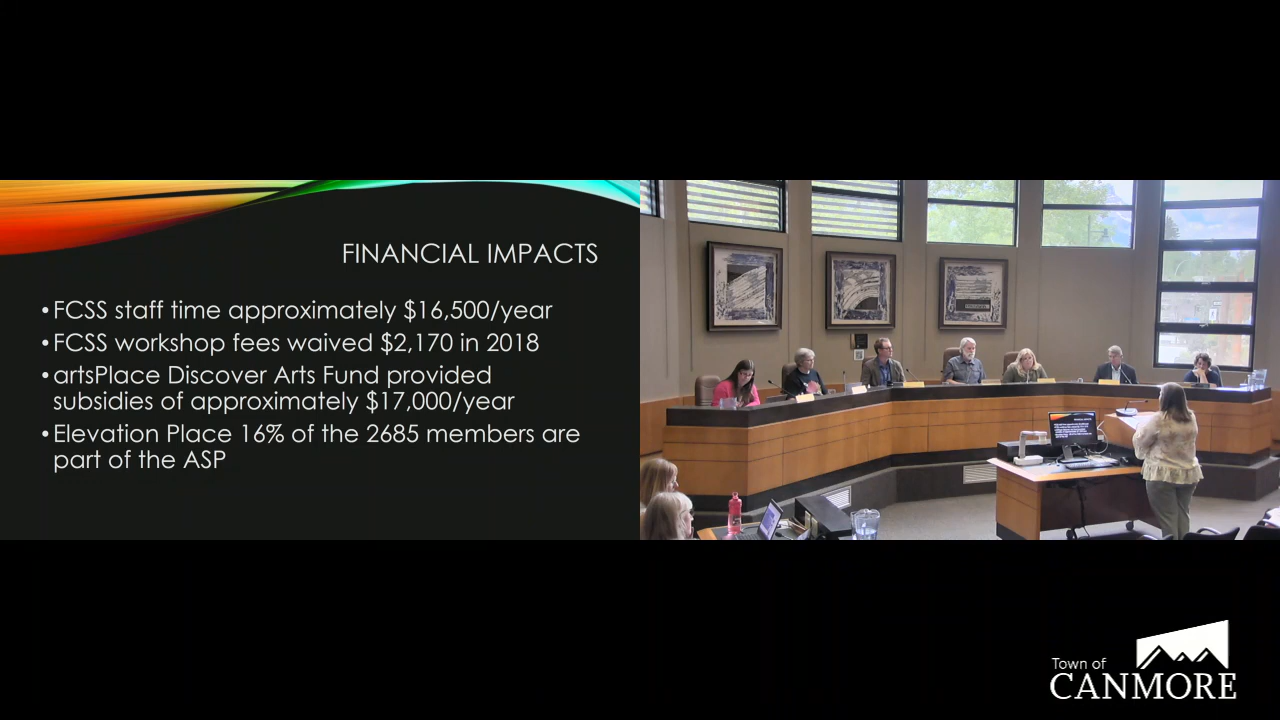 FINANCIAL IMPACTS
• FCSS staff time approximately $16,500/year
• FCSS workshop fees waived $2,170 in 2018
• artsPlace Discover Arts Fund provided
subsidies of approximately $17,000/year
• Elevation Place 16% of the 2685 members are
part of the ASP
Town of
CANMORE